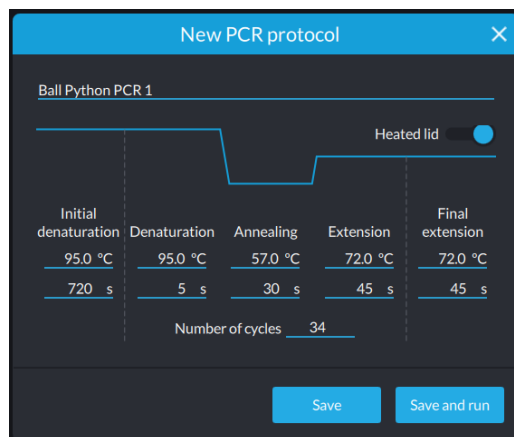 New PCR protocol
Ball Python PCR 1
Heated lid
Initial denaturation
Denaturation
Annealing
Extension
Final extension
95.0 °C 95.0 °C 57.0 °C 72.0 °C 72.0 °C
720 s 5 s 30 s 45 s 45 s
Number of cycles 34
Save Save and run